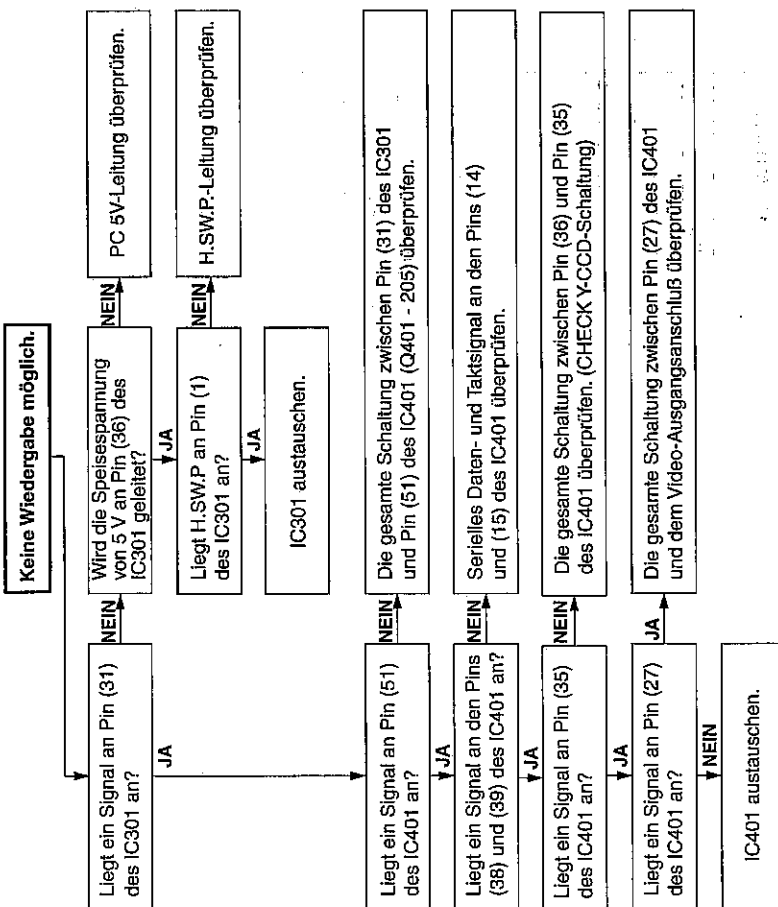 Keine Wiedergabe möglich.
Liegt ein Signal an Pin (31)
des IC301 an?
NEIN
Wird die Speisespannung
von 5 V an Pin (36) des
IC301 geleitet?
NEIN
PC 5V-Leitung überprüfen.
JA
Liegt H.SW.P an Pin (1)
des IC301 an?
NEIN
H.SW.P.-Leitung überprüfen.
JA
IC301 austauschen.
JA
Liegt ein Signal an Pin (51)
des IC401 an?
NEIN
Die gesamte Schaltung zwischen Pin (31) des IC301
und Pin (51) des IC401 (Q401 - 205) überprüfen.
JA
Liegt ein Signal an den Pins
(38) und (39) des IC401 an?
NEIN
Serielles Daten- und Taktsignal an den Pins (14)
und (15) des IC401 überprüfen.
JA
Liegt ein Signal an Pin (35)
des IC401 an?
NEIN
Die gesamte Schaltung zwischen Pin (36) und Pin (35)
des IC401 überprüfen. (CHECK Y-CCD-Schaltung)
JA
Liegt ein Signal an Pin (27)
des IC401 an?
JA
Die gesamte Schaltung zwischen Pin (27) des IC401
und dem Video-Ausgangsanschluß überprüfen.
NEIN
IC401 austauschen.